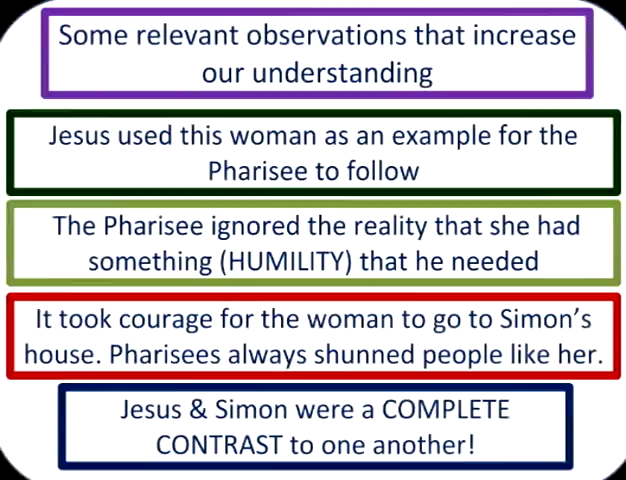 Some relevant observations that increase
our understanding
Jesus used this woman as an example for the
Pharisee to follow
The Pharisee ignored the reality that she had
something (HUMILITY) that he needed
It took courage for the woman to go to Simon’s
house. Pharisees always shunned people like her.
Jesus & Simon were a COMPLETE
CONTRAST to one another!